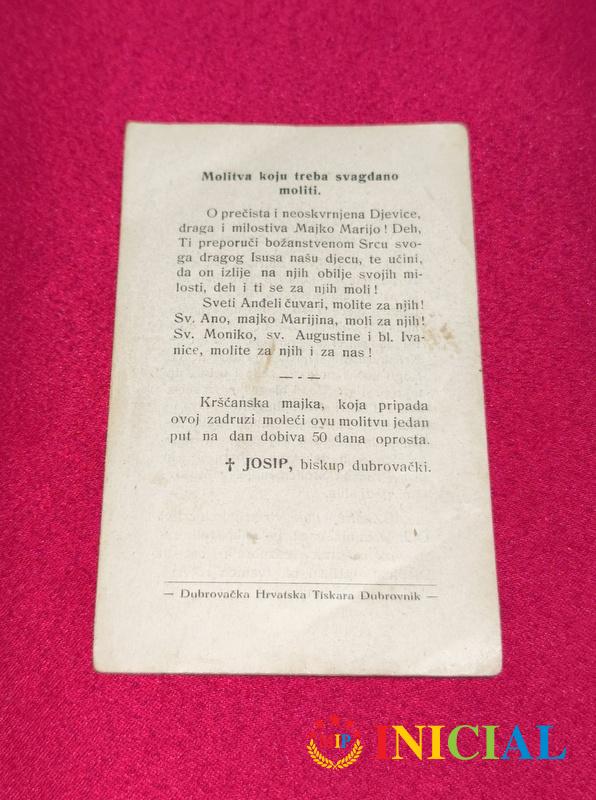 Molitva koju treba svagdano
moliti.
O prečista i neoskvrnjena Djevice,
draga i milostiva Majko Marijo! Deh,
Ti preporuči božanstvenom Srcu svo-
ga dragog Isusa našu djecu, te učini,
da on izlije na njih obilje svojih mi-
losti, deh i ti se za njih moli!
Sveti Anđeli čuvari, molite za njih!
Sv. Ano, majko Marijina, moli za njih!
Sv. Moniko, sv. Augustine i bl. Iva-
nice, molite za njih i za nas!
— - —
Kršćanska majka, koja pripada
ovoj zadruzi moleći ovu molitvu jedan
put na dan dobiva 50 dana oprosta.
† JOSIP, biskup dubrovački.
— Dubrovačka Hrvatska Tiskara Dubrovnik —
IP INICIAL